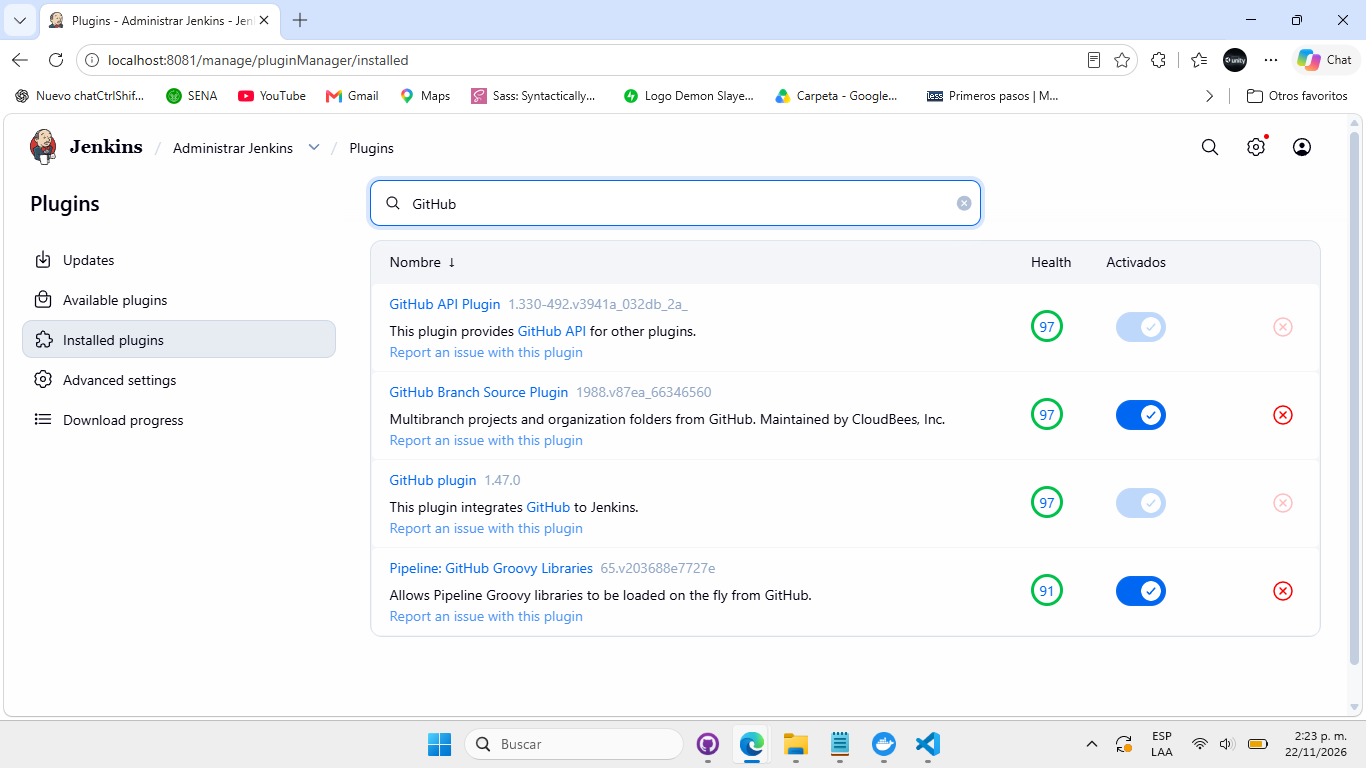 Plugins - Administrar Jenkins - Jen
localhost:8081/manage/pluginManager/installed
Chat
Nuevo chatCtrlShif...
SENA
YouTube
Gmail
Maps
Sass: Syntactically...
Logo Demon Slaye...
Carpeta - Google...
Primeros pasos | M...
Otros favoritos
Jenkins / Administrar Jenkins / Plugins
Plugins
GitHub
Updates
Available plugins
Installed plugins
Advanced settings
Download progress
Nombre ↓ Health Activados
GitHub API Plugin 1.330-492.v3941a_032db_2a_
This plugin provides GitHub API for other plugins.
Report an issue with this plugin
97
GitHub Branch Source Plugin 1988.v87ea_66346560
Multibranch projects and organization folders from GitHub. Maintained by CloudBees, Inc.
Report an issue with this plugin
97
GitHub plugin 1.47.0
This plugin integrates GitHub to Jenkins.
Report an issue with this plugin
97
Pipeline: GitHub Groovy Libraries 65.v203688e7727e
Allows Pipeline Groovy libraries to be loaded on the fly from GitHub.
Report an issue with this plugin
91
Buscar
ESP
LAA
2:23 p. m.
22/11/2026